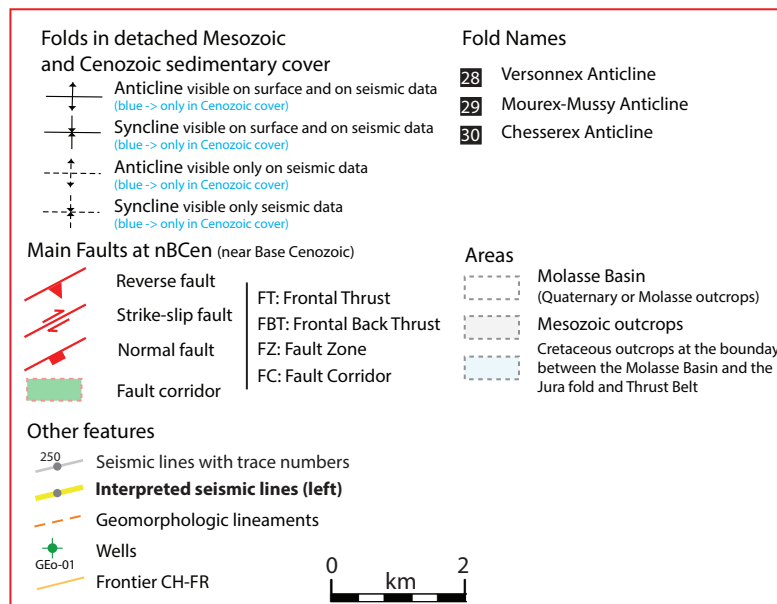 Folds in detached Mesozoic
and Cenozoic sedimentary cover
Anticline visible on surface and on seismic data
(blue -> only in Cenozoic cover)
Syncline visible on surface and on seismic data
(blue -> only in Cenozoic cover)
Anticline visible only on seismic data
(blue -> only in Cenozoic cover)
Syncline visible only seismic data
(blue -> only in Cenozoic cover)
Fold Names
28 Versonnex Anticline
29 Mourex-Mussy Anticline
30 Chesserex Anticline
Main Faults at nBCen (near Base Cenozoic)
Reverse fault
Strike-slip fault
Normal fault
Fault corridor
FT: Frontal Thrust
FBT: Frontal Back Thrust
FZ: Fault Zone
FC: Fault Corridor
Areas
Molasse Basin
(Quaternary or Molasse outcrops)
Mesozoic outcrops
Cretaceous outcrops at the bounday
between the Molasse Basin and the
Jura fold and Thrust Belt
Other features
250 Seismic lines with trace numbers
Interpreted seismic lines (left)
Geomorphologic lineaments
Wells
GEo-01
Frontier CH-FR
0 2
km